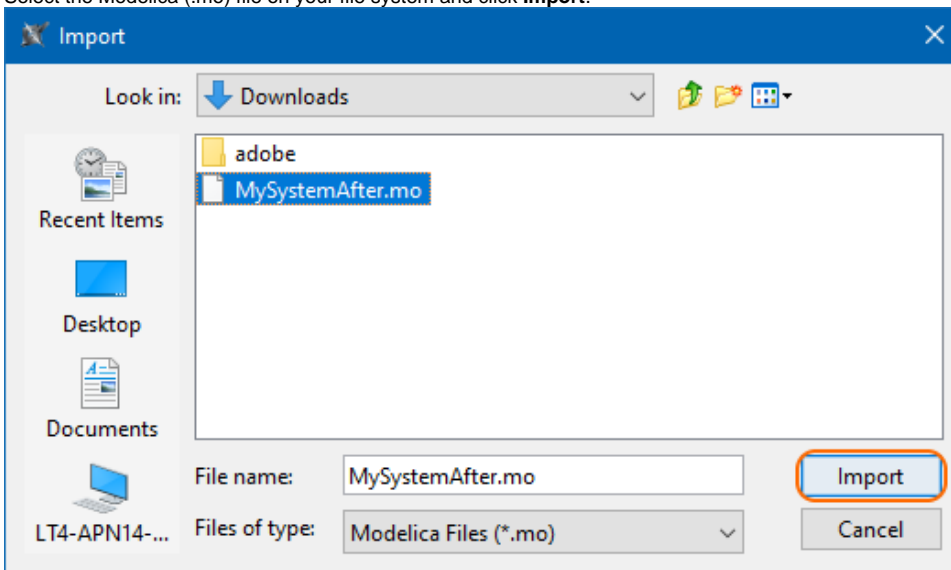 Select the Modelica (.mo) file on your file system and click Import.
Import
Look in:
Downloads
adobe
MySystemAfter.mo
Recent Items
Desktop
Documents
LT4-APN14-...
File name:
MySystemAfter.mo
Import
Files of type:
Modelica Files (*.mo)
Cancel